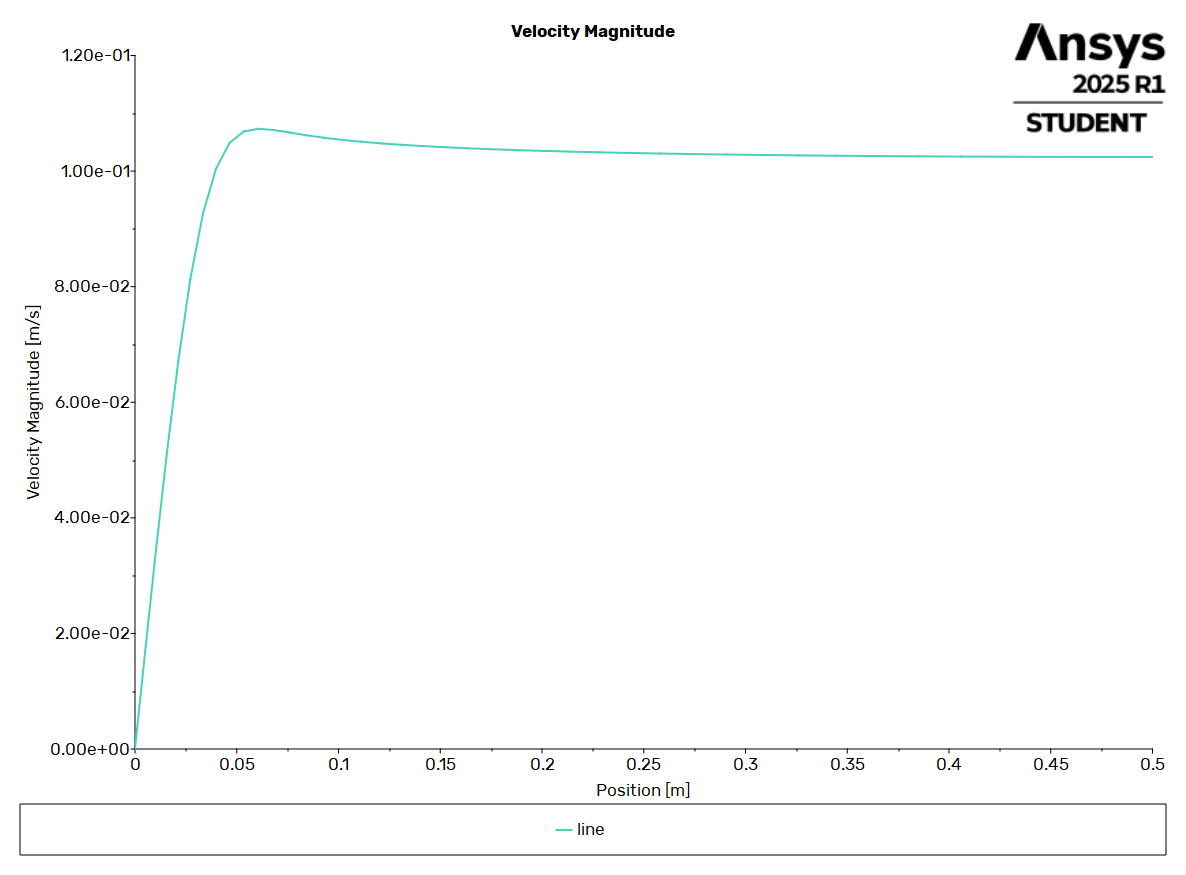 Velocity Magnitude
Ansys
2025 R1
STUDENT
1.20e-01
1.00e-01
8.00e-02
6.00e-02
4.00e-02
2.00e-02
0.00e+00
Velocity Magnitude [m/s]
0 0.05 0.1 0.15 0.2 0.25 0.3 0.35 0.4 0.45 0.5
Position [m]
line